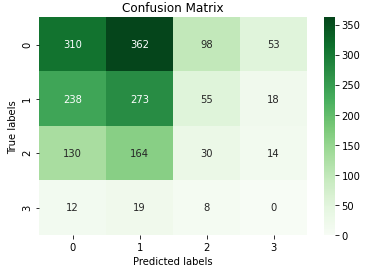 Confusion Matrix
0 310 362 98 53
1 238 273 55 18
2 130 164 30 14
3 12 19 8 0
0 1 2 3
Predicted labels
True labels
350
300
250
200
150
100
50
0